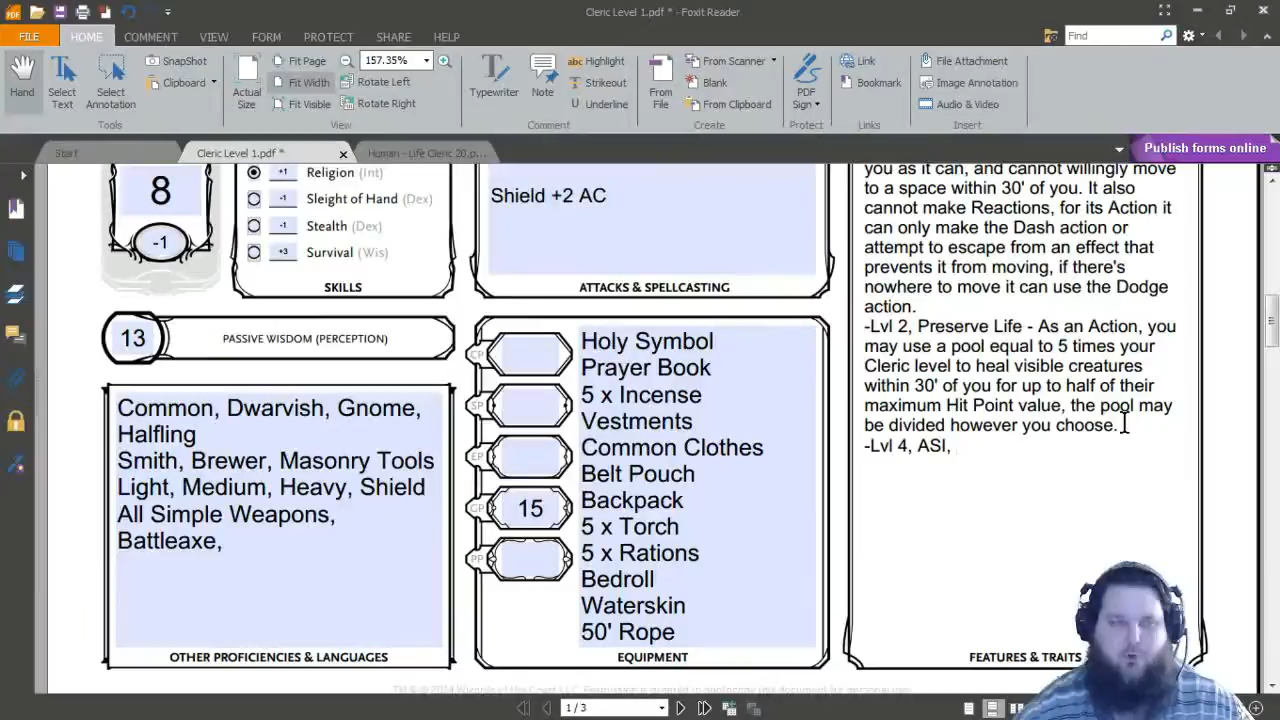 Cleric Level 1.pdf * - Foxit Reader
FILE
HOME
COMMENT
VIEW
FORM
PROTECT
SHARE
HELP
Find
Hand
Select
Text
Select
Annotation
SnapShot
Clipboard
Tools
Actual
Size
Fit Page
Fit Width
Fit Visible
157.35%
Rotate Left
Rotate Right
View
Typewriter
Note
Highlight
Strikeout
Underline
Comment
From
File
From Scanner
Blank
From Clipboard
Create
PDF
Sign
Protect
Link
Bookmark
Links
File Attachment
Image Annotation
Audio & Video
Insert
Start
Cleric Level 1.pdf *
Human - Life Cleric 20.p...
Publish forms online
8
-1
+1 Religion (Int)
-1 Sleight of Hand (Dex)
-1 Stealth (Dex)
+3 Survival (Wis)
SKILLS
Shield +2 AC
ATTACKS & SPELLCASTING
13
PASSIVE WISDOM (PERCEPTION)
Common, Dwarvish, Gnome,
Halfling
Smith, Brewer, Masonry Tools
Light, Medium, Heavy, Shield
All Simple Weapons,
Battleaxe,
OTHER PROFICIENCIES & LANGUAGES
CP
SP
EP
GP
15
PP
Holy Symbol
Prayer Book
5 x Incense
Vestments
Common Clothes
Belt Pouch
Backpack
5 x Torch
5 x Rations
Bedroll
Waterskin
50' Rope
EQUIPMENT
you as it can, and cannot willingly move
to a space within 30' of you. It also
cannot make Reactions, for its Action it
can only make the Dash action or
attempt to escape from an effect that
prevents it from moving, if there's
nowhere to move it can use the Dodge
action.
-Lvl 2, Preserve Life - As an Action, you
may use a pool equal to 5 times your
Cleric level to heal visible creatures
within 30' of you for up to half of their
maximum Hit Point value, the pool may
be divided however you choose.
-Lvl 4, ASI,
FEATURES & TRAITS
1 / 3